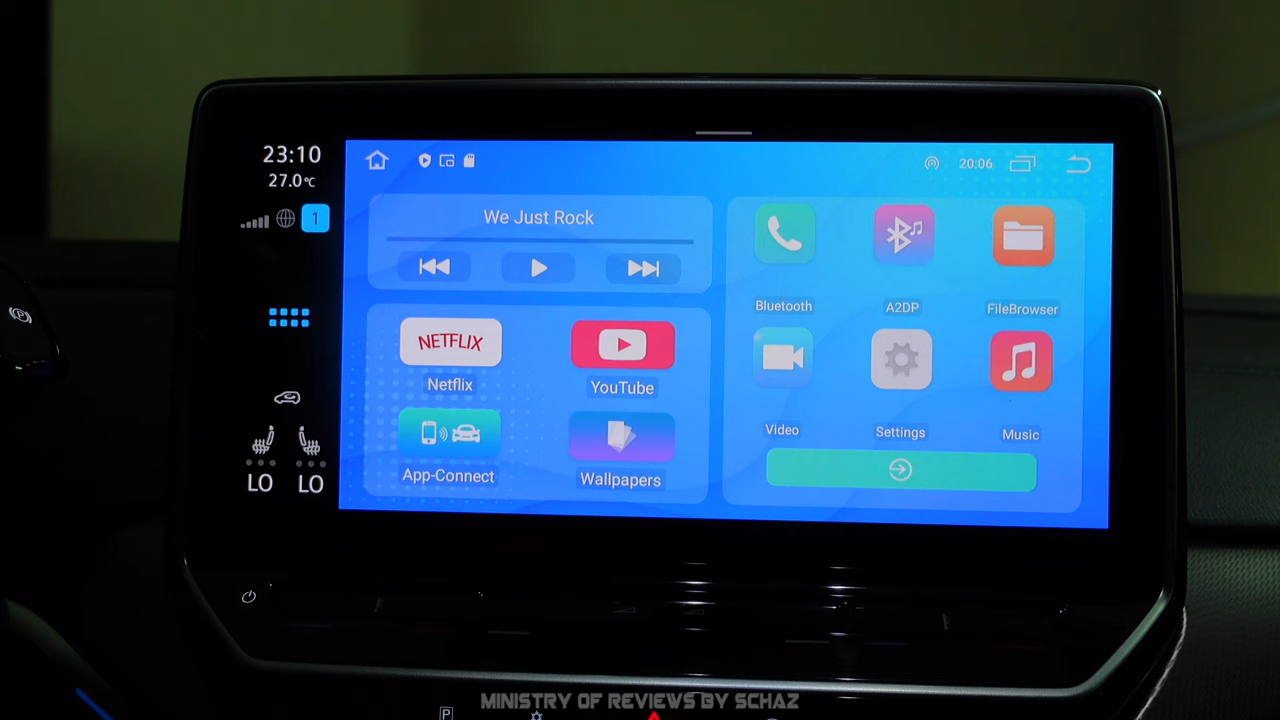 23:10
27.0°C
1
20:06
We Just Rock
NETFLIX
Netflix
YouTube
App-Connect
Wallpapers
Bluetooth
A2DP
FileBrowser
Video
Settings
Music
LO
LO
P
P
MINISTRY OF REVIEWS BY SCHAZ